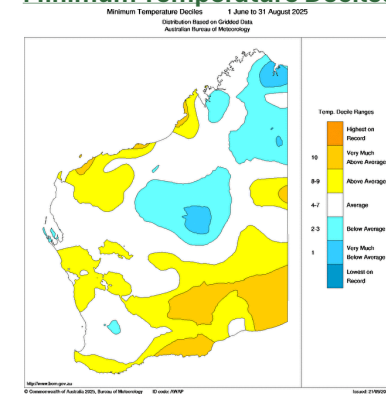 Minimum Temperature Deciles 1 June to 31 August 2025
Distribution Based on Gridded Data
Australian Bureau of Meteorology
Temp. Decile Ranges
Highest on
Record
10 Very Much
Above Average
8-9 Above Average
4-7 Average
2-3 Below Average
1 Very Much
Below Average
Lowest on
Record
http://www.bom.gov.au
© Commonwealth of Australia 2025, Bureau of Meteorology ID code: AWAP